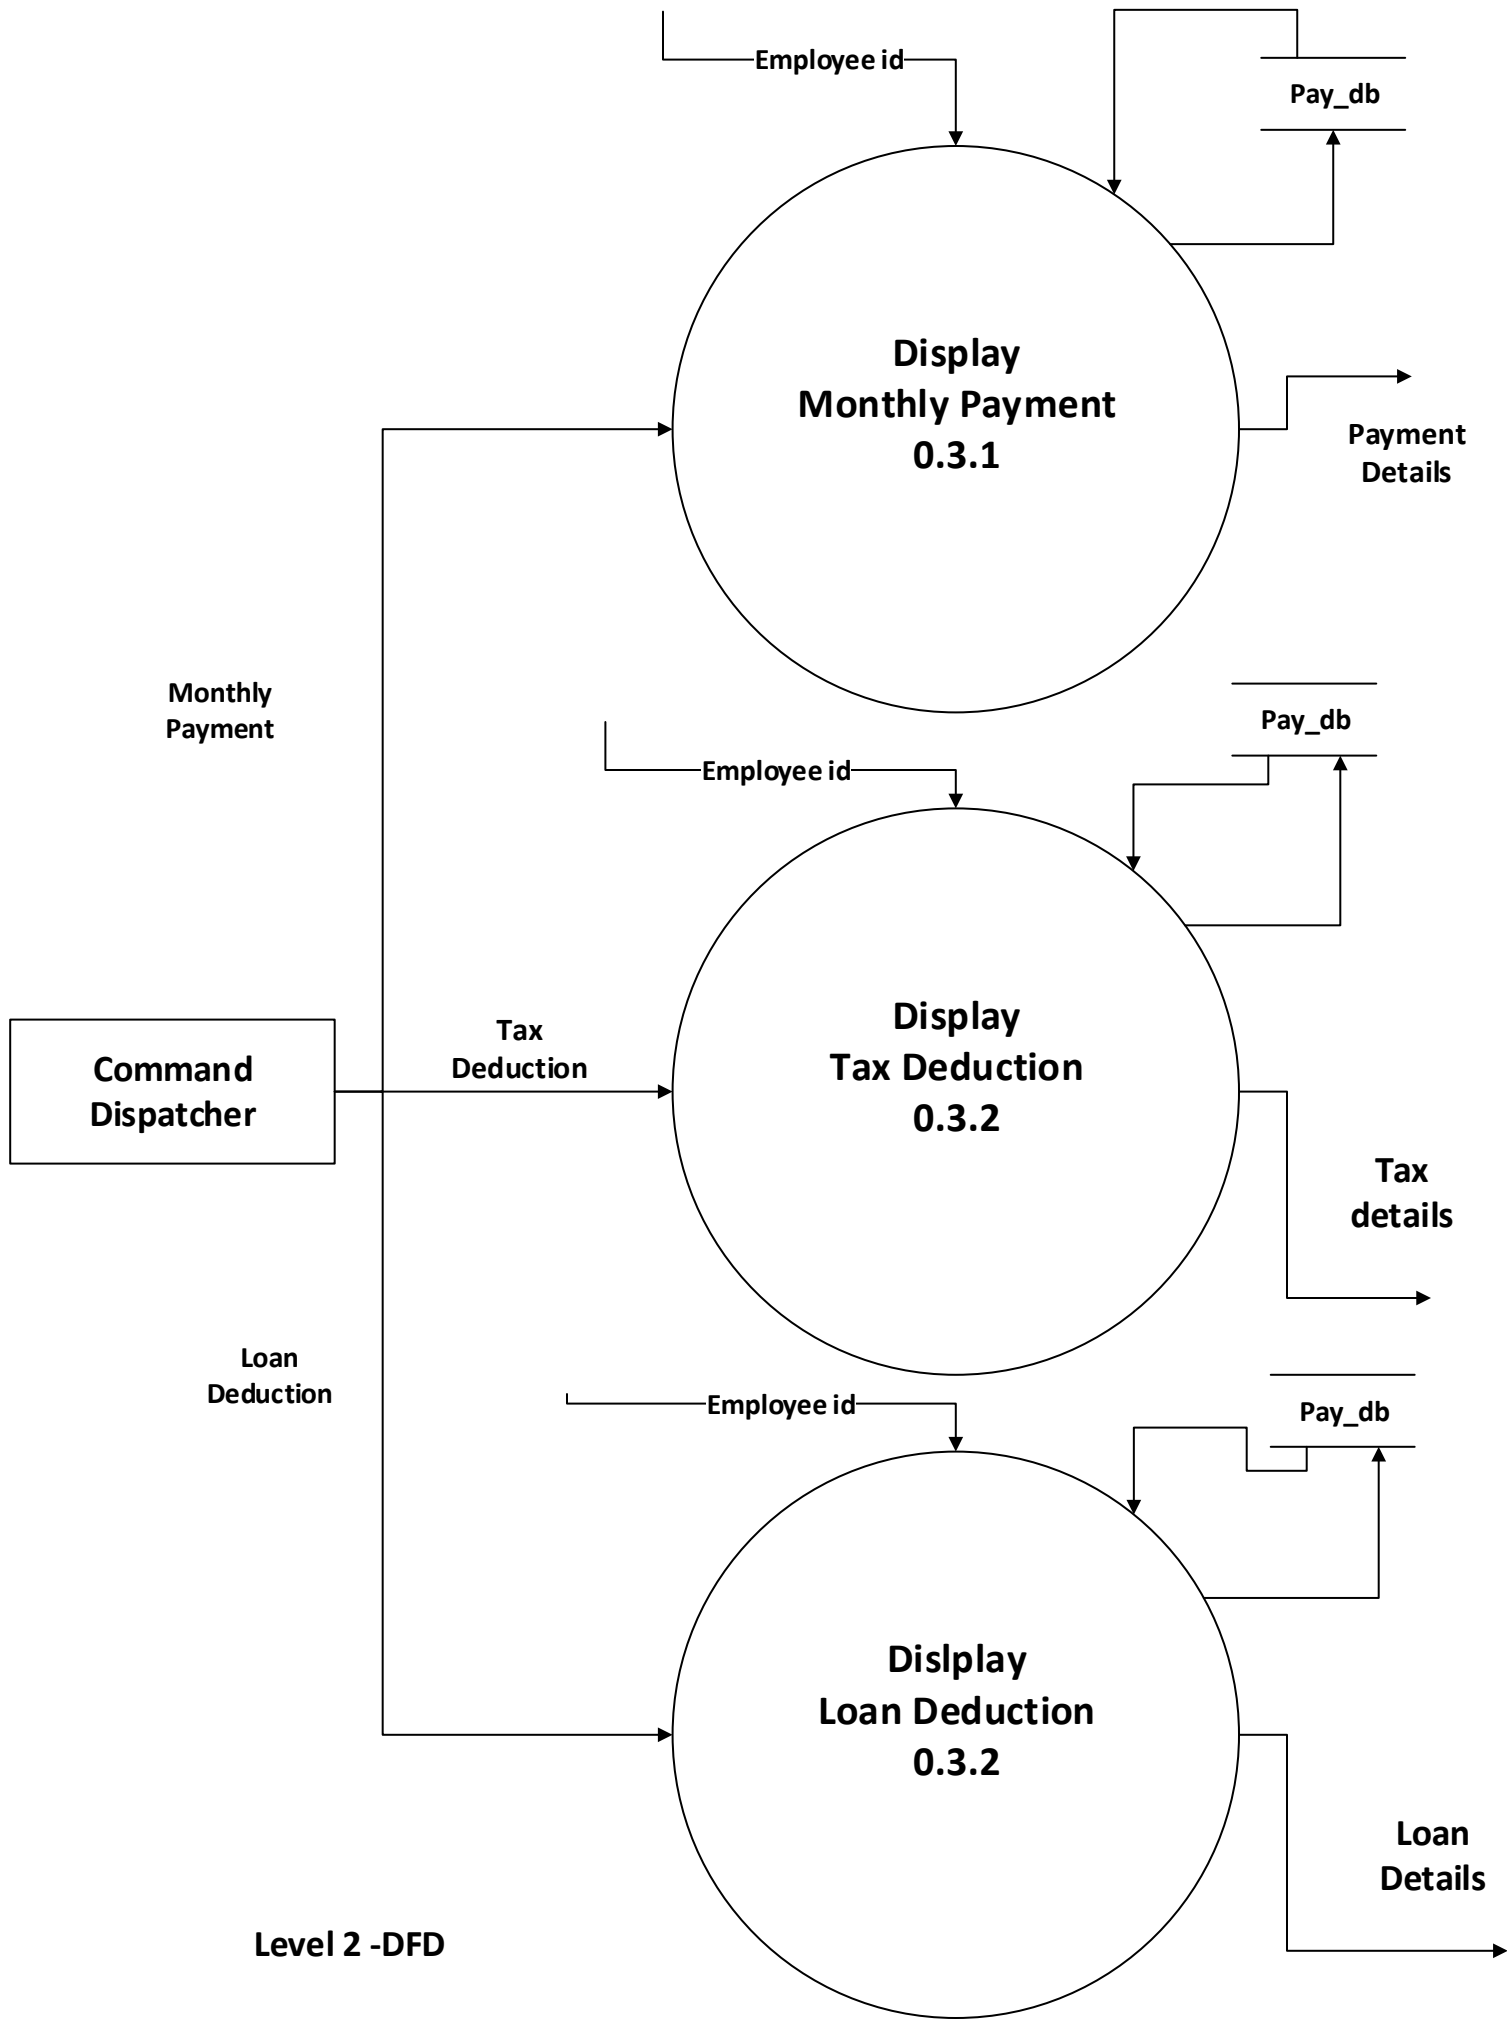 Employee id
Pay_db
Display
Monthly Payment
0.3.1
Payment
Details
Monthly
Payment
Pay_db
Employee id
Display
Tax Deduction
0.3.2
Tax
Deduction
Command
Dispatcher
Tax
details
Loan
Deduction
Employee id
Pay_db
Dislplay
Loan Deduction
0.3.2
Loan
Details
Level 2 -DFD